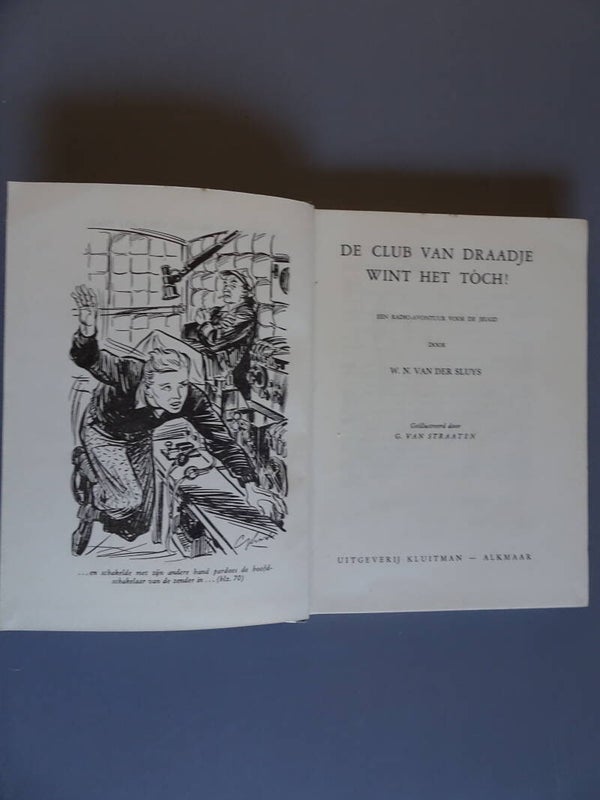 ...en schakelde met zijn andere hand pardoes de hoofd-
schakelaar van de zender in... (blz. 70)
DE CLUB VAN DRAADJE
WINT HET TÒCH!
EEN RADIO-AVONTUUR VOOR DE JEUGD
DOOR
W. N. VAN DER SLUYS
Geïllustreerd door
G. VAN STRAATEN
UITGEVERIJ KLUITMAN — ALKMAAR